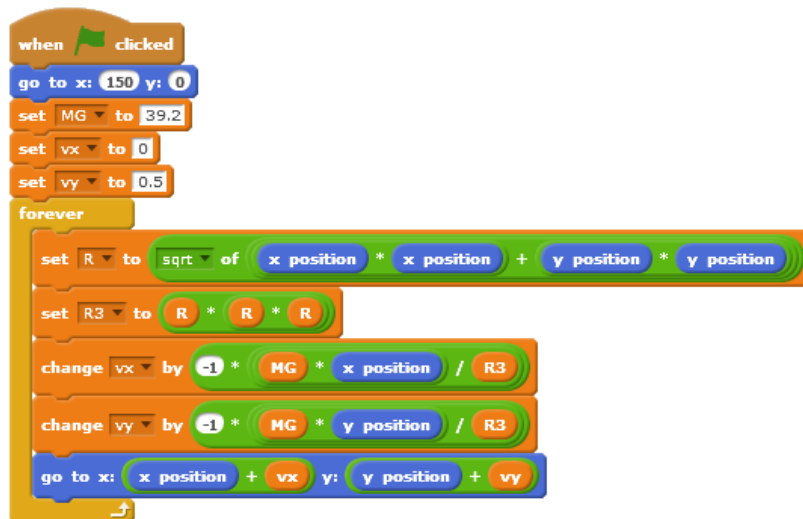 when clicked
go to x: 150 y: 0
set MG to 39.2
set vx to 0
set vy to 0.5
forever
set R to sqrt of x position * x position + y position * y position
set R3 to R * R * R
change vx by -1 * MG * x position / R3
change vy by -1 * MG * y position / R3
go to x: x position + vx y: y position + vy